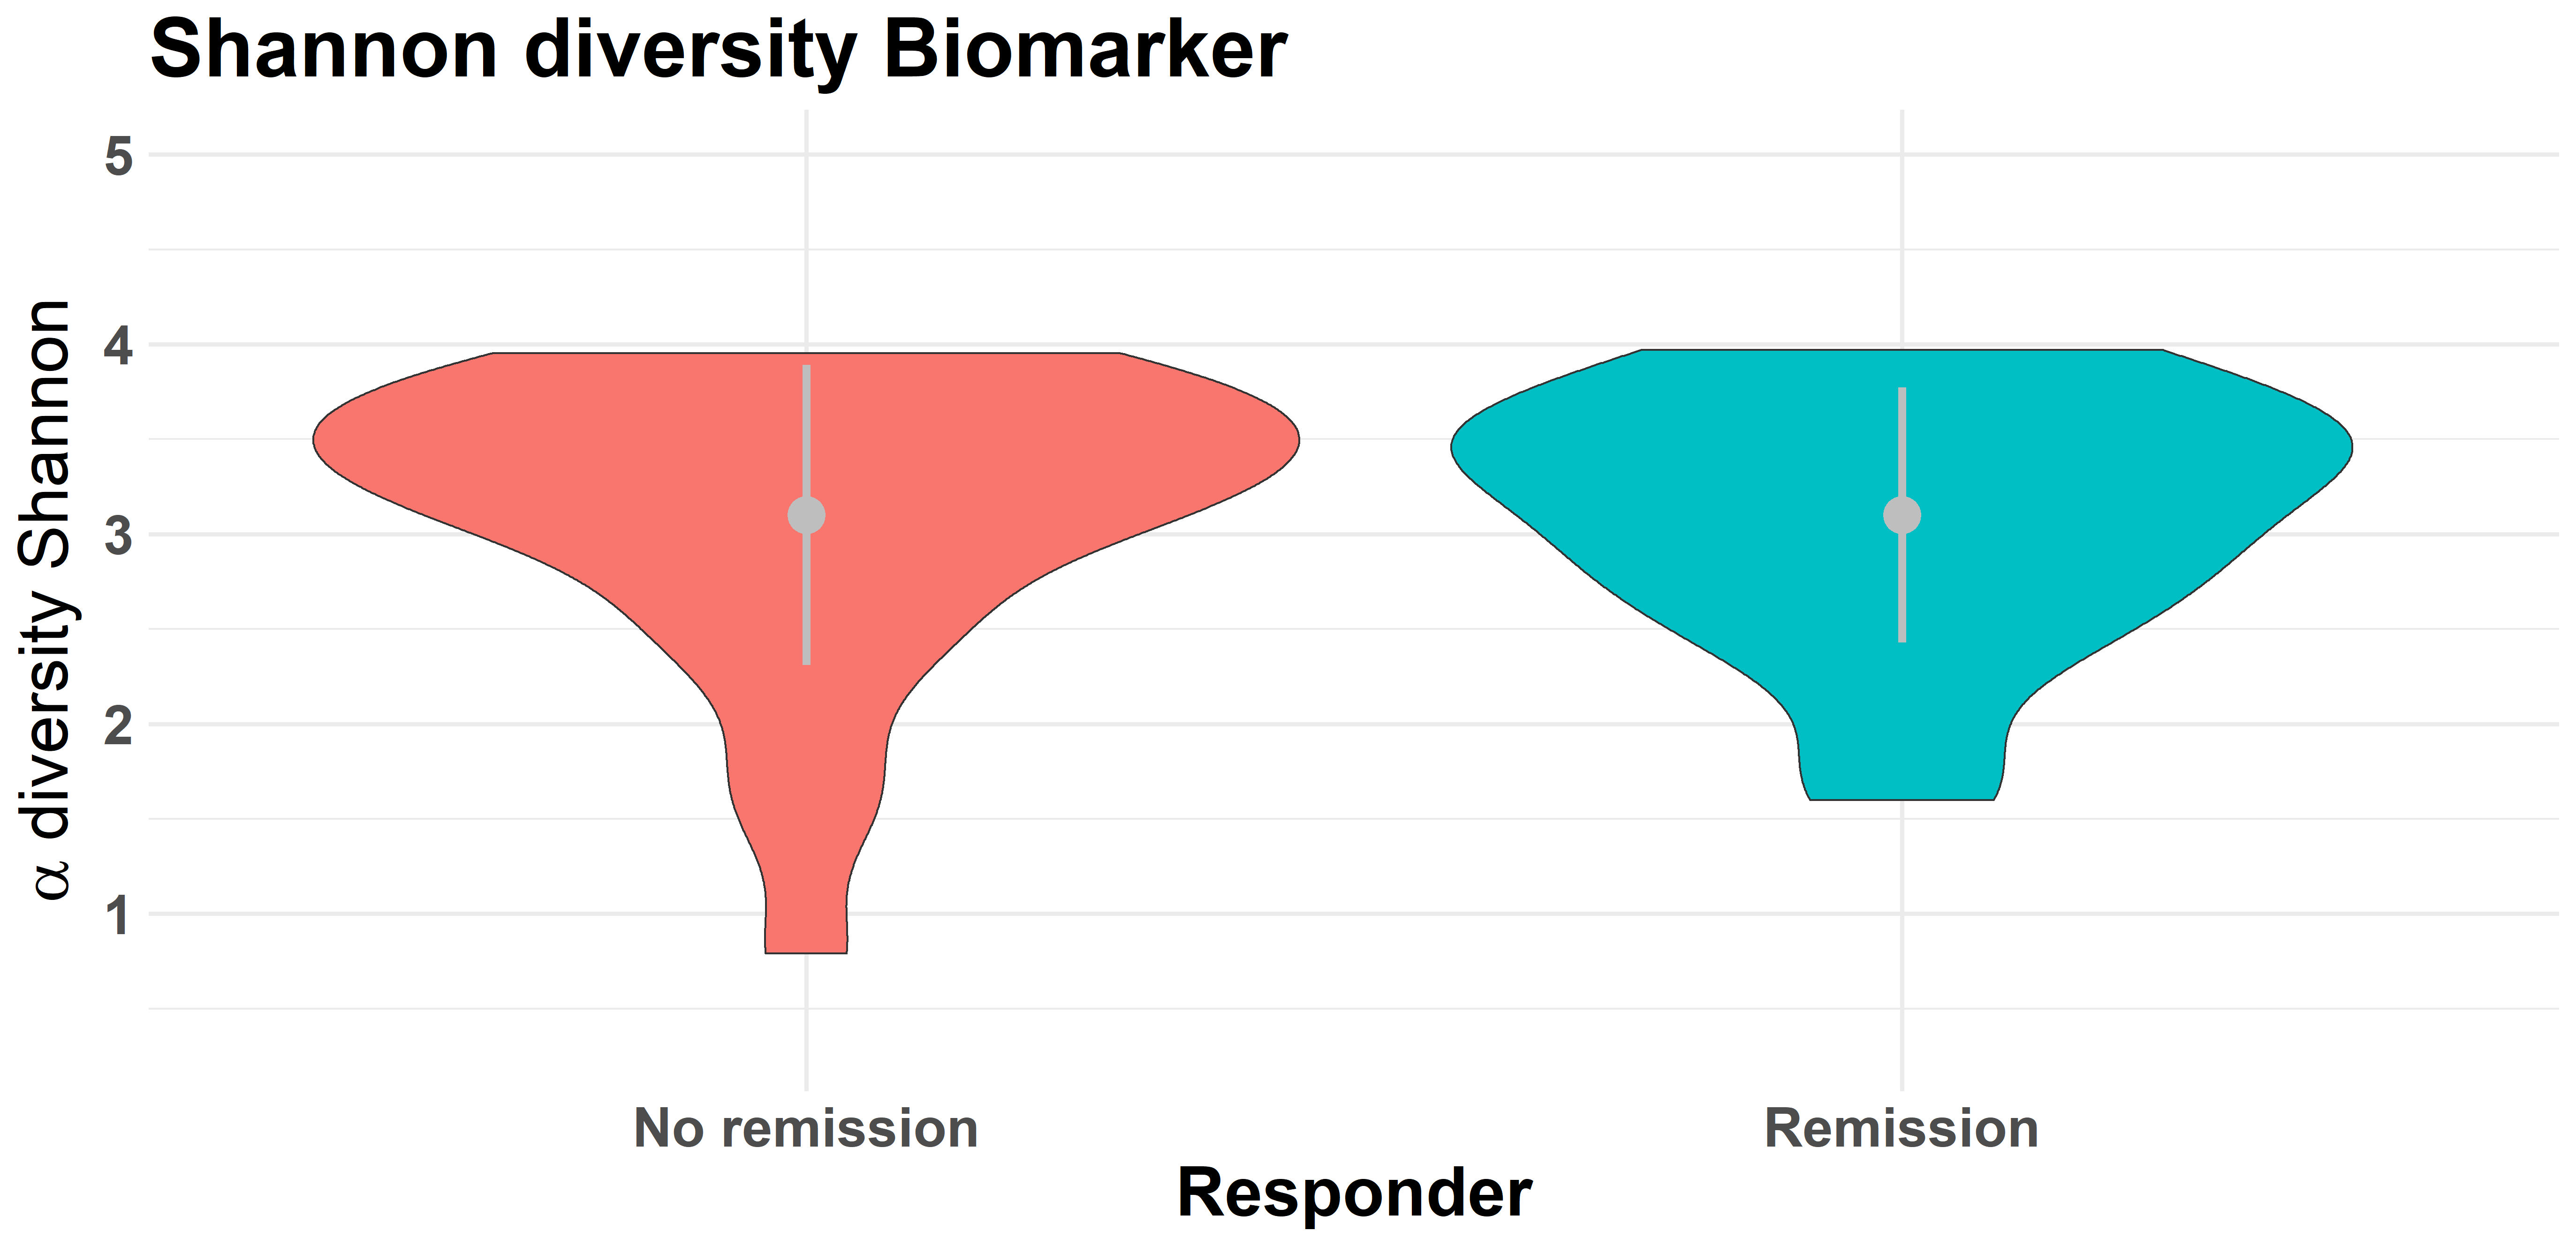 Shannon diversity Biomarker
5
4
3
2
1
α diversity Shannon
No remission
Remission
Responder